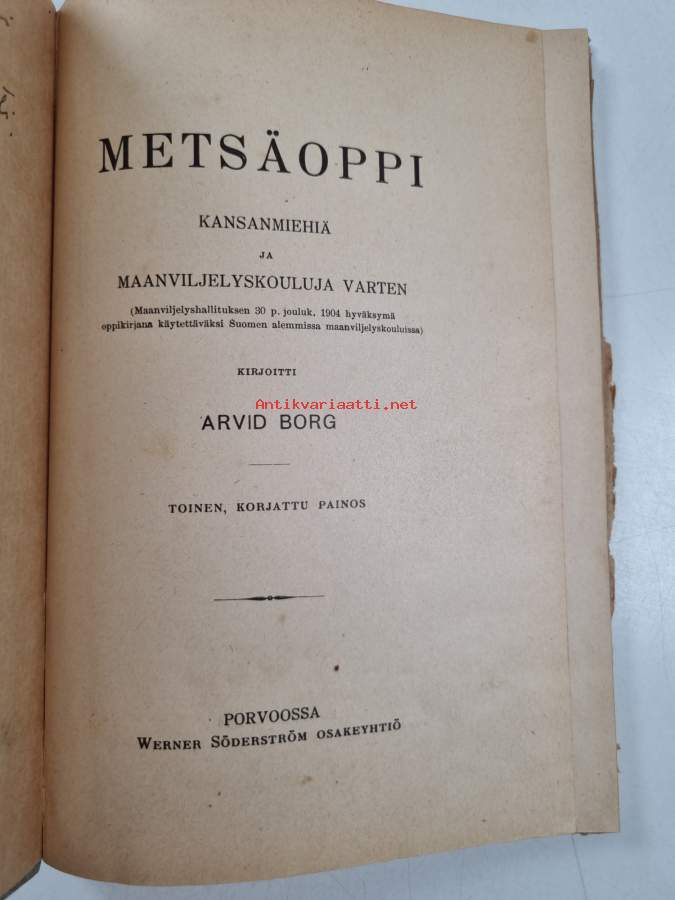 METSÄOPPI
KANSANMIEHIÄ
JA
MAANVILJELYSKOULUJA VARTEN
(Maanviljelyshallituksen 30 p. jouluk. 1904 hyväksymä
oppikirjana käytettäväksi Suomen alemmissa maanviljelyskouluissa)
KIRJOITTI
Antikvariaatti.net
ARVID BORG
TOINEN, KORJATTU PAINOS
PORVOOSSA
WERNER SÖDERSTRÖM OSAKEYHTIÖ